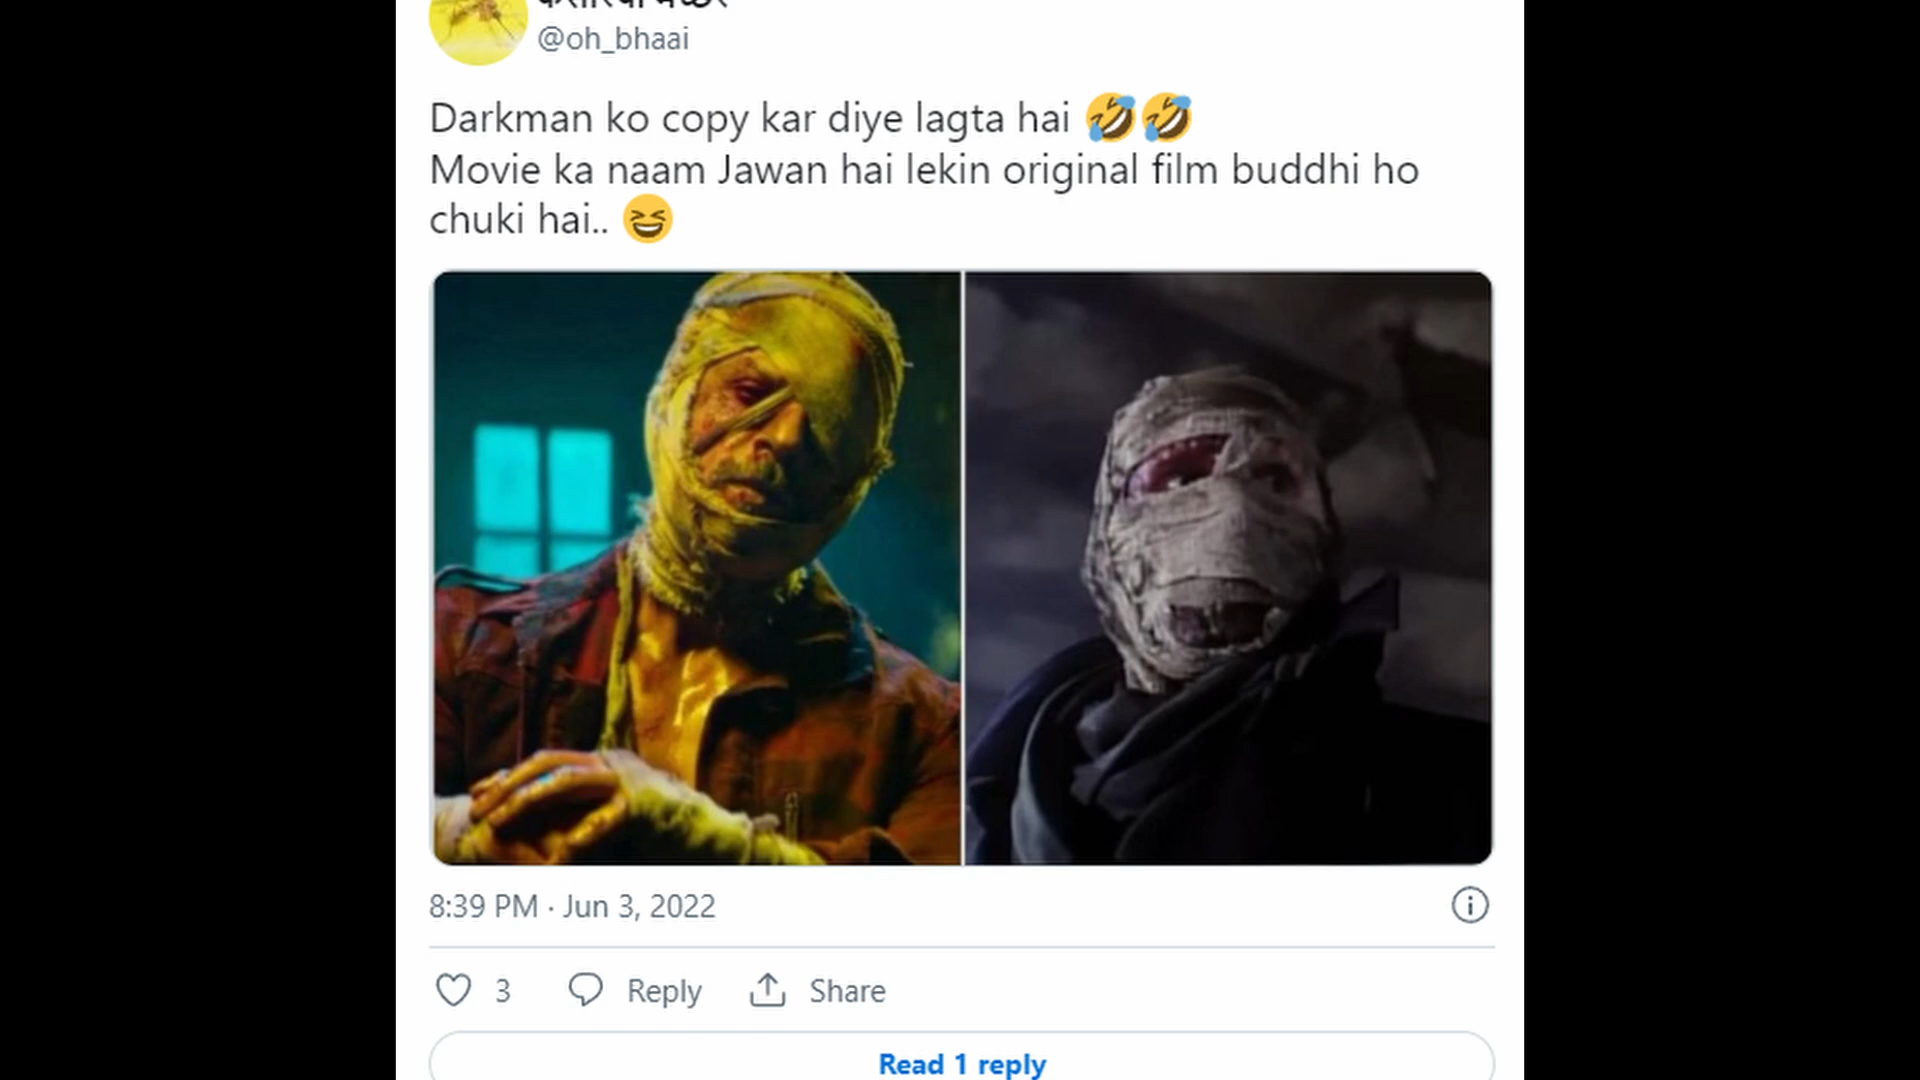 @oh_bhaai
Darkman ko copy kar diye lagta hai 🤣🤣
Movie ka naam Jawan hai lekin original film buddhi ho
chuki hai.. 😆
8:39 PM · Jun 3, 2022
3 Reply Share
Read 1 reply